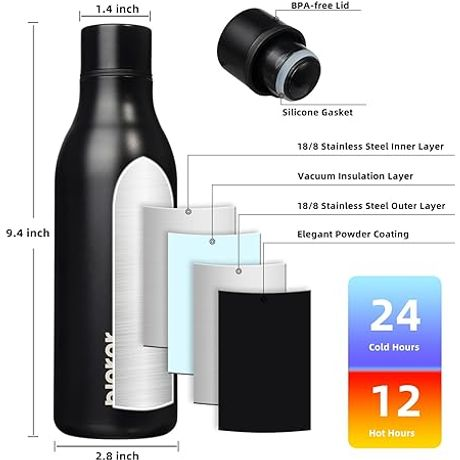 1.4 inch
BPA-free Lid
Silicone Gasket
18/8 Stainless Steel Inner Layer
Vacuum Insulation Layer
18/8 Stainless Steel Outer Layer
Elegant Powder Coating
9.4 inch
24
Cold Hours
12
Hot Hours
2.8 inch